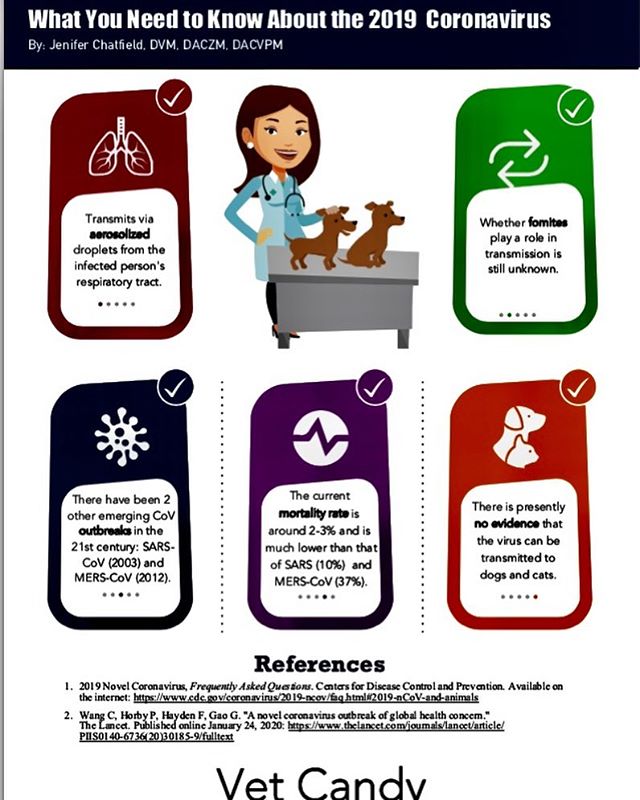 What You Need to Know About the 2019 Coronavirus
By: Jenifer Chatfield, DVM, DACZM, DACVPM
Transmits via
aerosolized
droplets from the
infected person's
respiratory tract.
Whether fomites
play a role in
transmission is
still unknown.
There have been 2
other emerging CoV
outbreaks in the
21st century: SARS-
CoV (2003) and
MERS-CoV (2012).
The current
mortality rate is
around 2-3% and is
much lower than that
of SARS (10%) and
MERS-CoV (37%).
There is presently
no evidence that
the virus can be
transmitted to
dogs and cats.
References
1. 2019 Novel Coronavirus, Frequently Asked Questions. Centers for Disease Control and Prevention. Available on
the internet: https://www.cdc.gov/coronavirus/2019-ncov/faq.html#2019-nCoV-and-animals
2. Wang C, Horby P, Hayden F, Gao G. "A novel coronavirus outbreak of global health concern."
The Lancet. Published online January 24, 2020: https://www.thelancet.com/journals/lancet/article/
PIIS0140-6736(20)30185-9/fulltext
Vet Candy